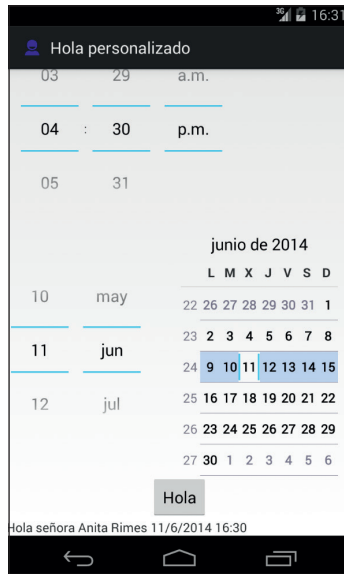 3G 16:31
Hola personalizado
03 29 a.m.
04 : 30 p.m.
05 31
junio de 2014
L M X J V S D
10 may
22 26 27 28 29 30 31 1
23 2 3 4 5 6 7 8
11 jun
24 9 10 11 12 13 14 15
12 jul
25 16 17 18 19 20 21 22
26 23 24 25 26 27 28 29
27 30 1 2 3 4 5 6
Hola
Hola señora Anita Rimes 11/6/2014 16:30